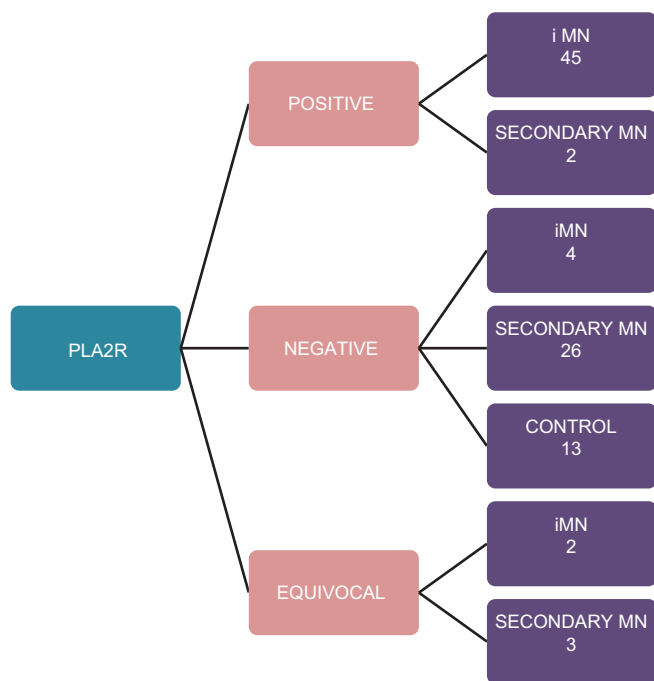 PLA2R
POSITIVE
i MN
45
SECONDARY MN
2
NEGATIVE
iMN
4
SECONDARY MN
26
CONTROL
13
EQUIVOCAL
iMN
2
SECONDARY MN
3